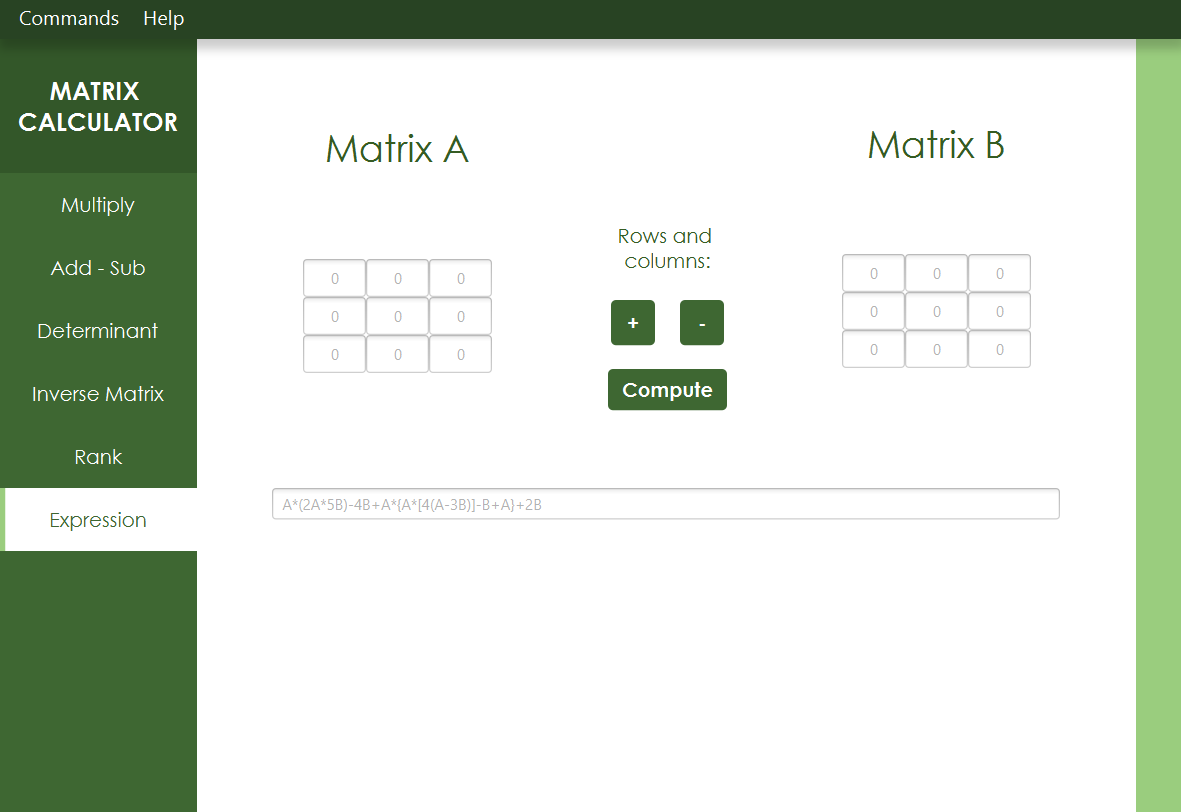 Commands Help
MATRIX
CALCULATOR
Multiply
Add - Sub
Determinant
Inverse Matrix
Rank
Expression
Matrix A
0 0 0
0 0 0
0 0 0
Rows and
columns:
+ -
Compute
Matrix B
0 0 0
0 0 0
0 0 0
A*(2A*5B)-4B+A*{A*[4(A-3B)]-B+A}+2B